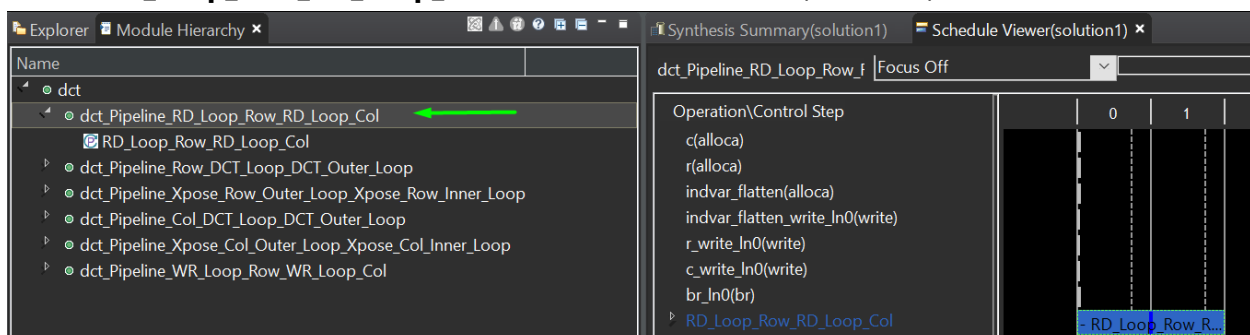 Explorer Module Hierarchy
Name
dct
dct_Pipeline_RD_Loop_Row_RD_Loop_Col
RD_Loop_Row_RD_Loop_Col
dct_Pipeline_Row_DCT_Loop_DCT_Outer_Loop
dct_Pipeline_Xpose_Row_Outer_Loop_Xpose_Row_Inner_Loop
dct_Pipeline_Col_DCT_Loop_DCT_Outer_Loop
dct_Pipeline_Xpose_Col_Outer_Loop_Xpose_Col_Inner_Loop
dct_Pipeline_WR_Loop_Row_WR_Loop_Col
Synthesis Summary(solution1) Schedule Viewer(solution1)
dct_Pipeline_RD_Loop_Row_F Focus Off
Operation\Control Step 0 1
c(alloca)
r(alloca)
indvar_flatten(alloca)
indvar_flatten_write_ln0(write)
r_write_ln0(write)
c_write_ln0(write)
br_ln0(br)
RD_Loop_Row_RD_Loop_Col - RD_Loop_Row_R...